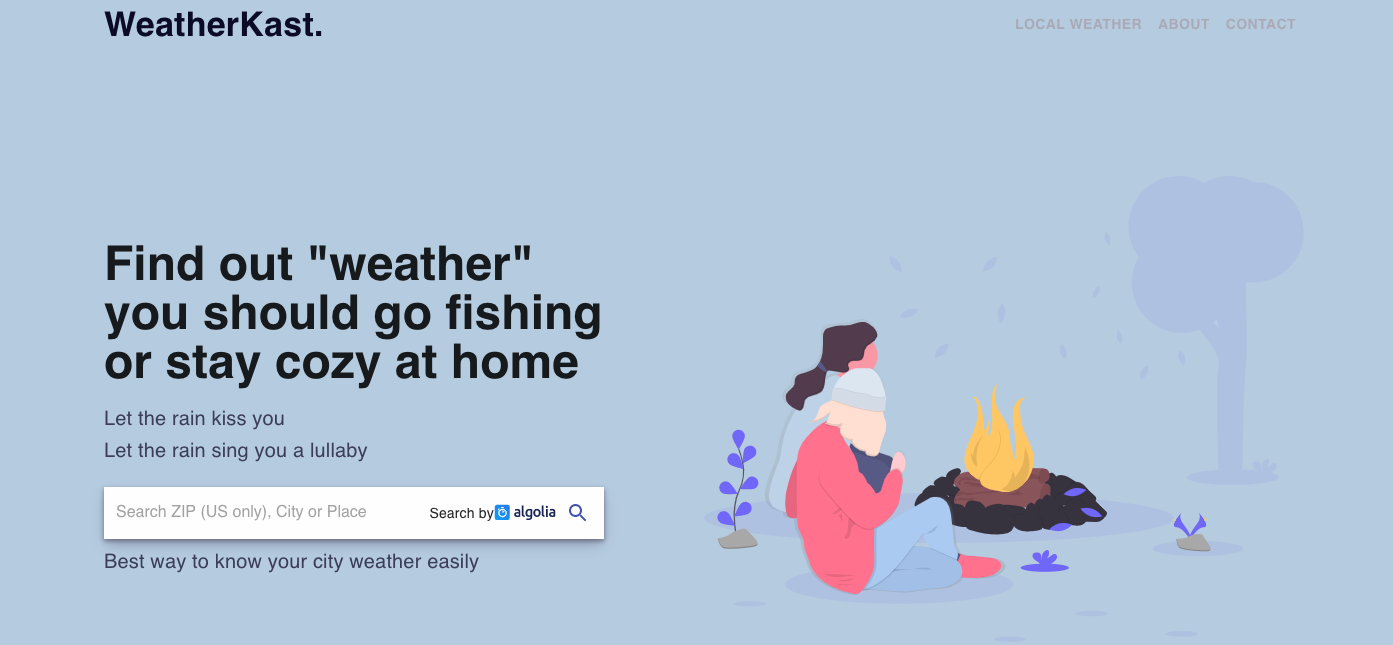 WeatherKast.
LOCAL WEATHER ABOUT CONTACT
Find out "weather"
you should go fishing
or stay cozy at home
Let the rain kiss you
Let the rain sing you a lullaby
Search ZIP (US only), City or Place Search by algolia
Best way to know your city weather easily